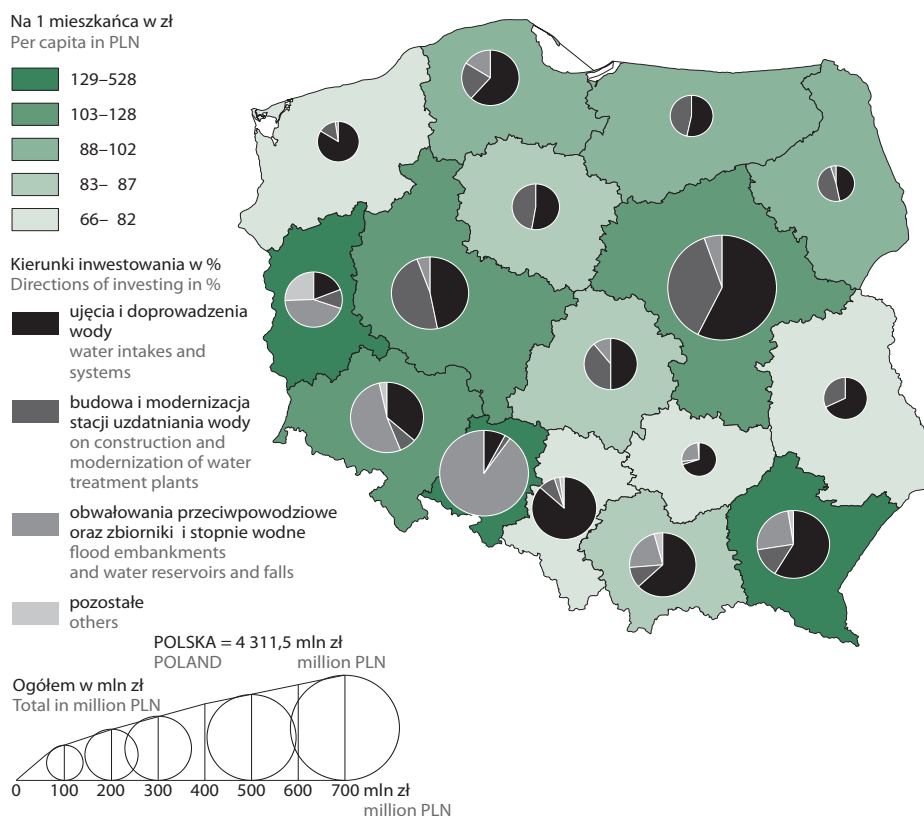 Na 1 mieszkańca w zł
Per capita in PLN
129–528
103–128
88–102
83– 87
66– 82
Kierunki inwestowania w %
Directions of investing in %
ujęcia i doprowadzenia
wody
water intakes and
systems
budowa i modernizacja
stacji uzdatniania wody
on construction and
modernization of water
treatment plants
obwałowania przeciwpowodziowe
oraz zbiorniki i stopnie wodne
flood embankments
and water reservoirs and falls
pozostałe
others
POLSKA = 4 311,5 mln zł
POLAND million PLN
Ogółem w mln zł
Total in million PLN
0 100 200 300 400 500 600 700 mln zł
million PLN